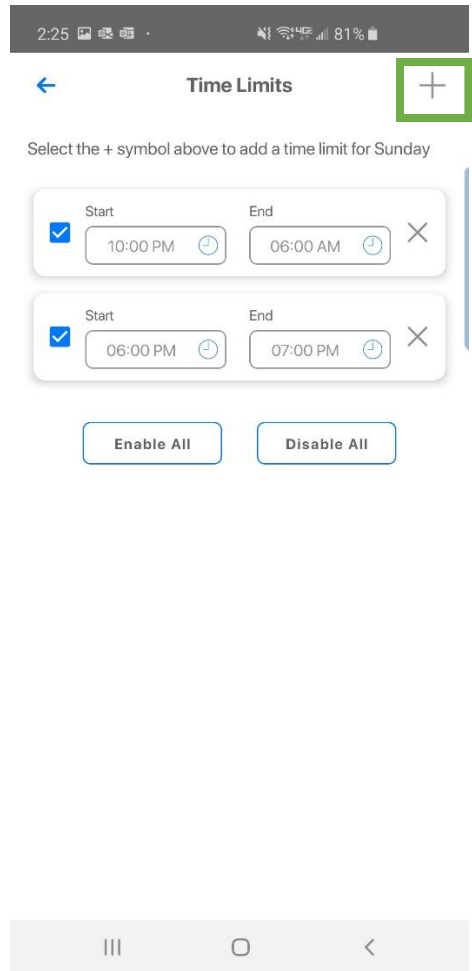 2:25 4GE 81%
Time Limits
Select the + symbol above to add a time limit for Sunday
Start End
10:00 PM 06:00 AM
Start End
06:00 PM 07:00 PM
Enable All Disable All